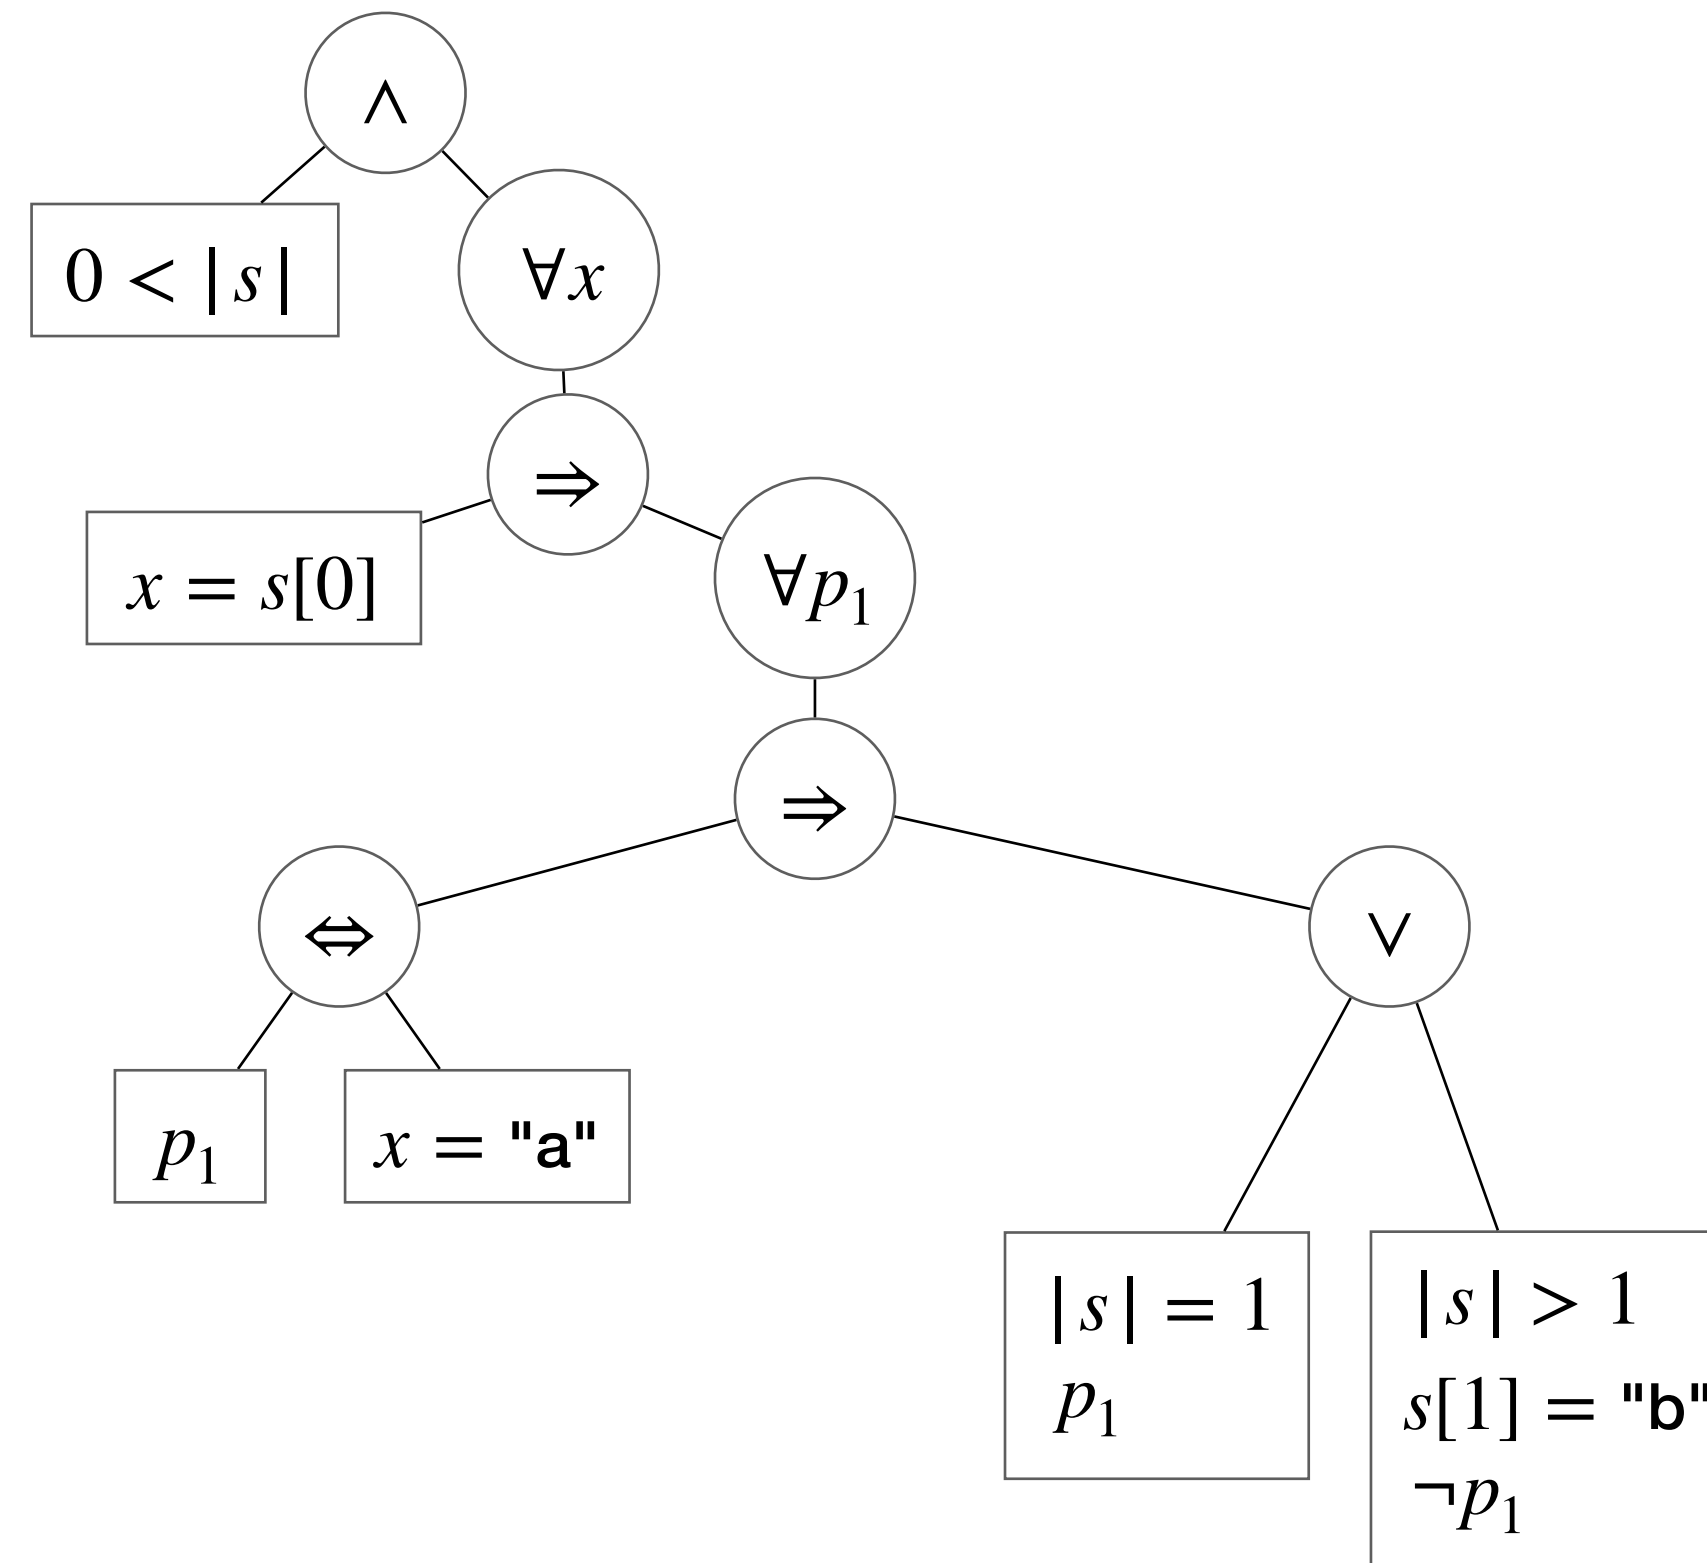 ∧
0 < |s|
∀x
⇒
x = s[0]
∀p₁
⇒
⇔
∨
p₁
x = "a"
|s| = 1
p₁
|s| > 1
s[1] = "b"
¬p₁